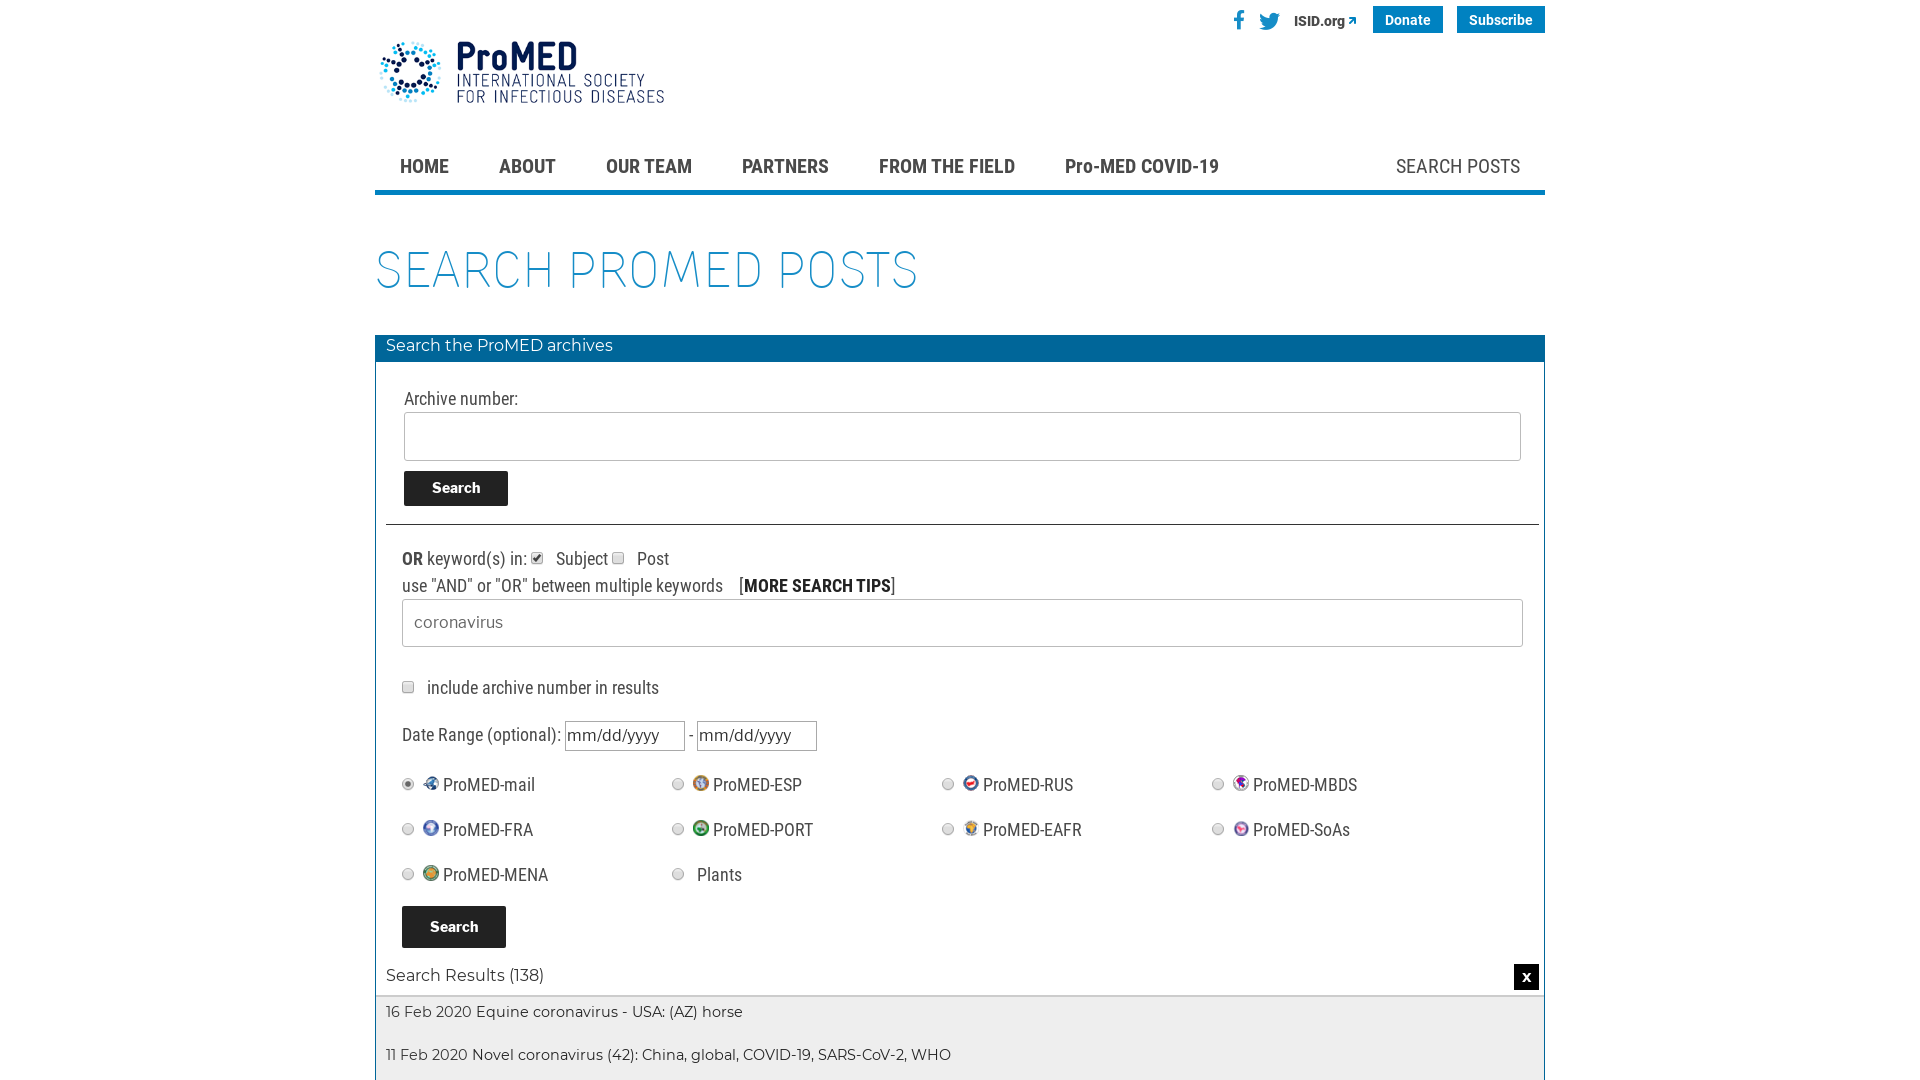 ISID.org
Donate
Subscribe
ProMED
INTERNATIONAL SOCIETY
FOR INFECTIOUS DISEASES
HOME ABOUT OUR TEAM PARTNERS FROM THE FIELD Pro-MED COVID-19 SEARCH POSTS
SEARCH PROMED POSTS
Search the ProMED archives
Archive number:
Search
OR keyword(s) in: Subject Post
use "AND" or "OR" between multiple keywords [MORE SEARCH TIPS]
coronavirus
include archive number in results
Date Range (optional): mm/dd/yyyy - mm/dd/yyyy
ProMED-mail ProMED-ESP ProMED-RUS ProMED-MBDS
ProMED-FRA ProMED-PORT ProMED-EAFR ProMED-SoAs
ProMED-MENA Plants
Search
Search Results (138) x
16 Feb 2020 Equine coronavirus - USA: (AZ) horse
11 Feb 2020 Novel coronavirus (42): China, global, COVID-19, SARS-CoV-2, WHO